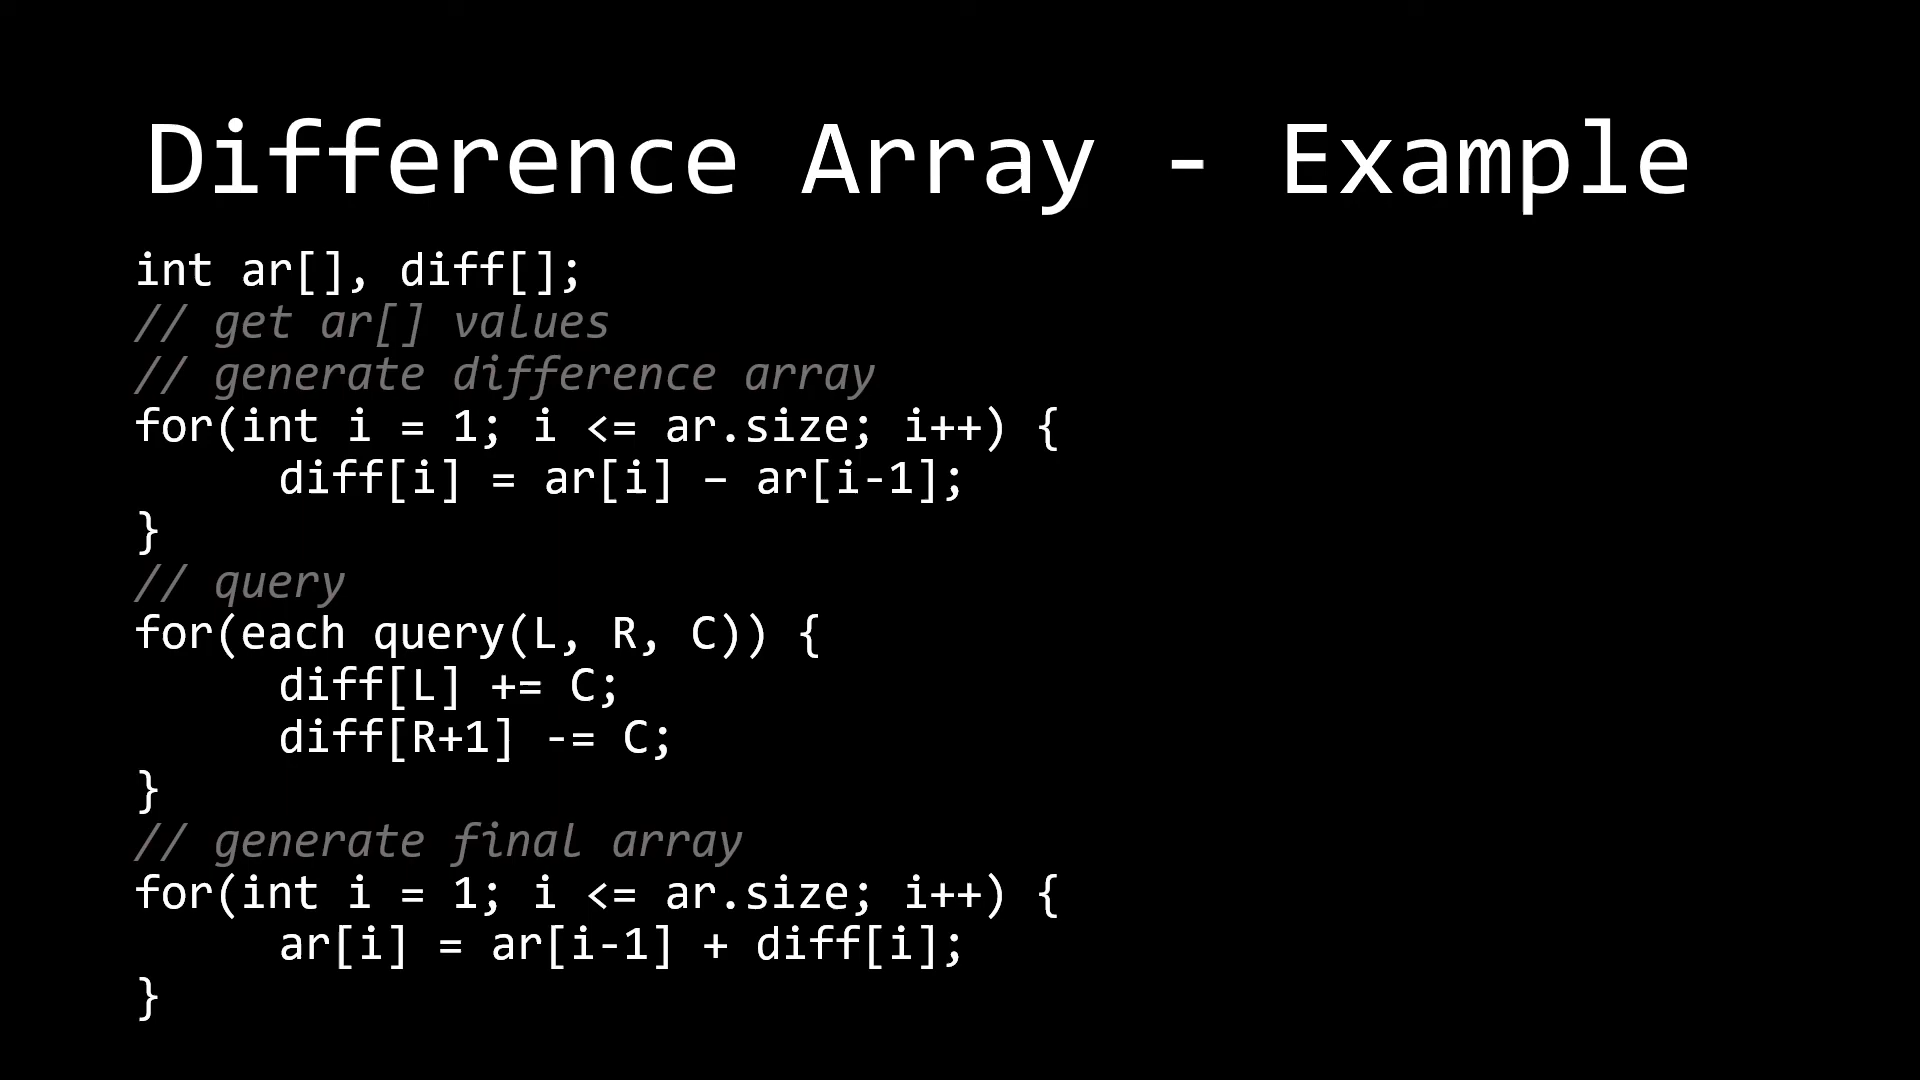 Difference Array - Example
int ar[], diff[];
// get ar[] values
// generate difference array
for(int i = 1; i <= ar.size; i++) {
diff[i] = ar[i] – ar[i-1];
}
// query
for(each query(L, R, C)) {
diff[L] += C;
diff[R+1] -= C;
}
// generate final array
for(int i = 1; i <= ar.size; i++) {
ar[i] = ar[i-1] + diff[i];
}